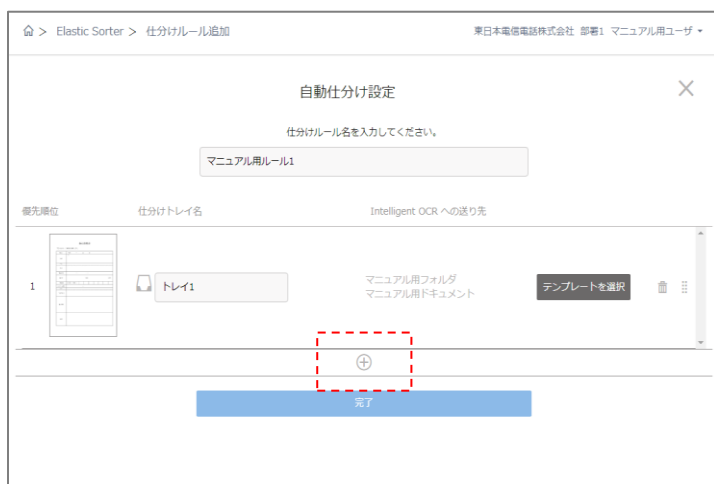 Elastic Sorter > 仕分けルール追加
東日本電信電話株式会社 部署1 マニュアル用ユーザ
自動仕分け設定
仕分けルール名を入力してください。
マニュアル用ルール1
優先順位 仕分けトレイ名 Intelligent OCR への送り先
1 トレイ1 マニュアル用フォルダ
マニュアル用ドキュメント
テンプレートを選択
完了